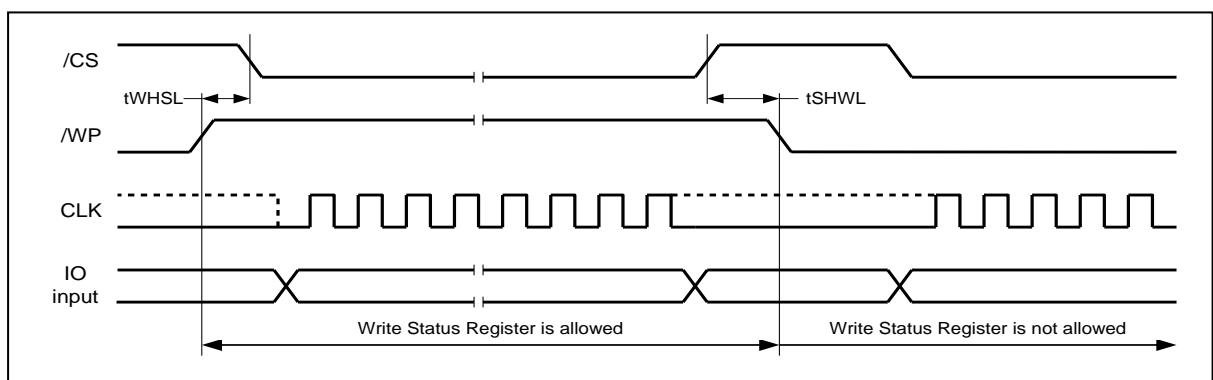 /CS
tWHSL
tSHWL
/WP
CLK
IO
input
Write Status Register is allowed
Write Status Register is not allowed